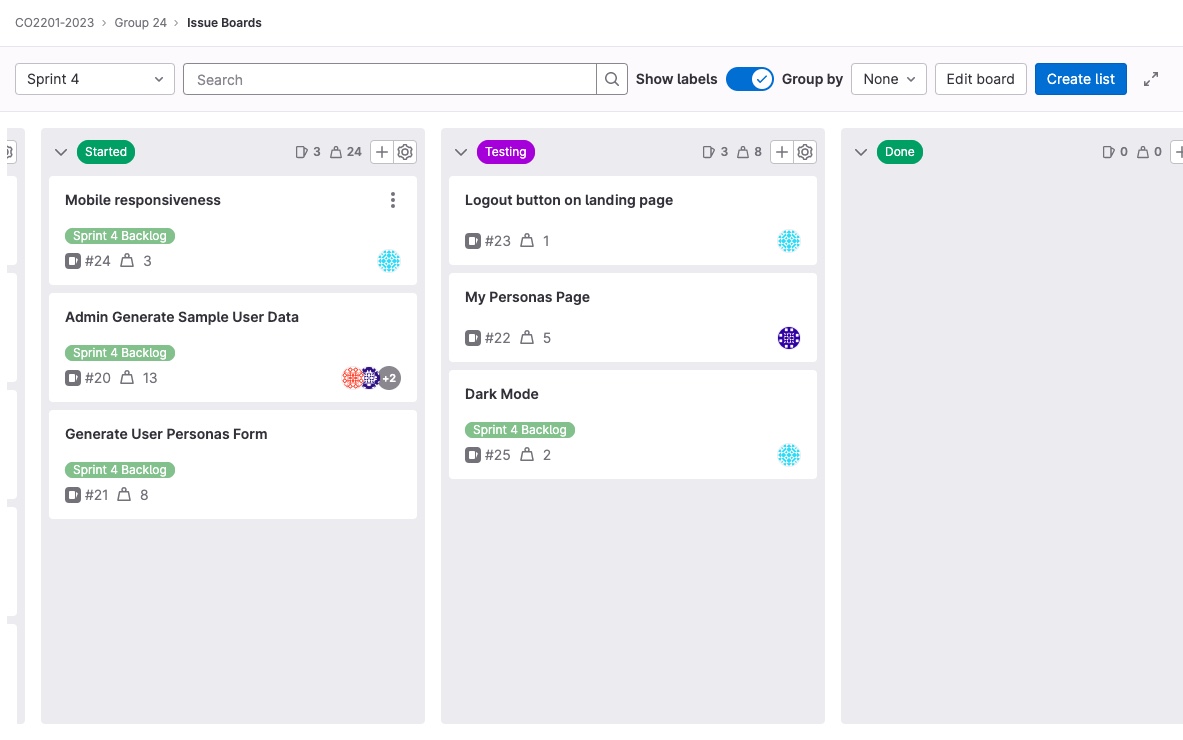 CO2201-2023 › Group 24 › Issue Boards
Sprint 4
Search
Show labels
Group by
None
Edit board
Create list
Started
3
24
Mobile responsiveness
Sprint 4 Backlog
#24
3
Admin Generate Sample User Data
Sprint 4 Backlog
#20
13
+2
Generate User Personas Form
Sprint 4 Backlog
#21
8
Testing
3
8
Logout button on landing page
#23
1
My Personas Page
#22
5
Dark Mode
Sprint 4 Backlog
#25
2
Done
0
0